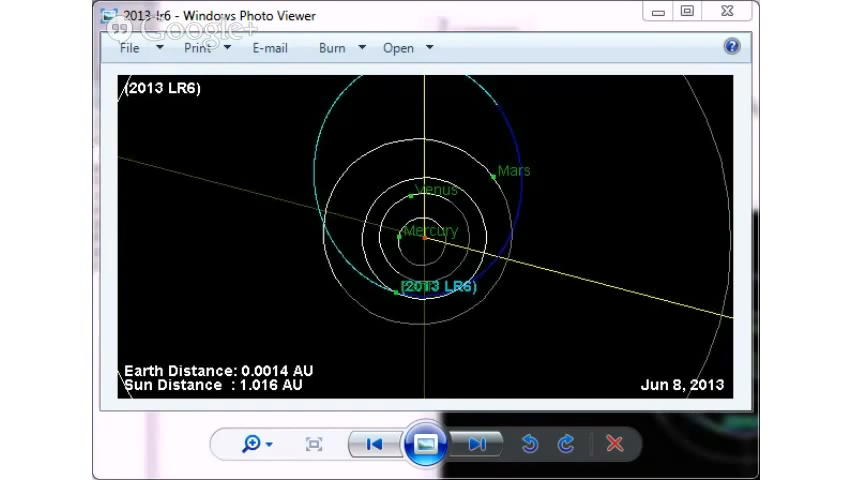 2013 lr6 - Windows Photo Viewer
Google+
File Print E-mail Burn Open
(2013 LR6)
Mars
Venus
Mercury
(2013 LR6)
Earth Distance: 0.0014 AU
Sun Distance : 1.016 AU
Jun 8, 2013